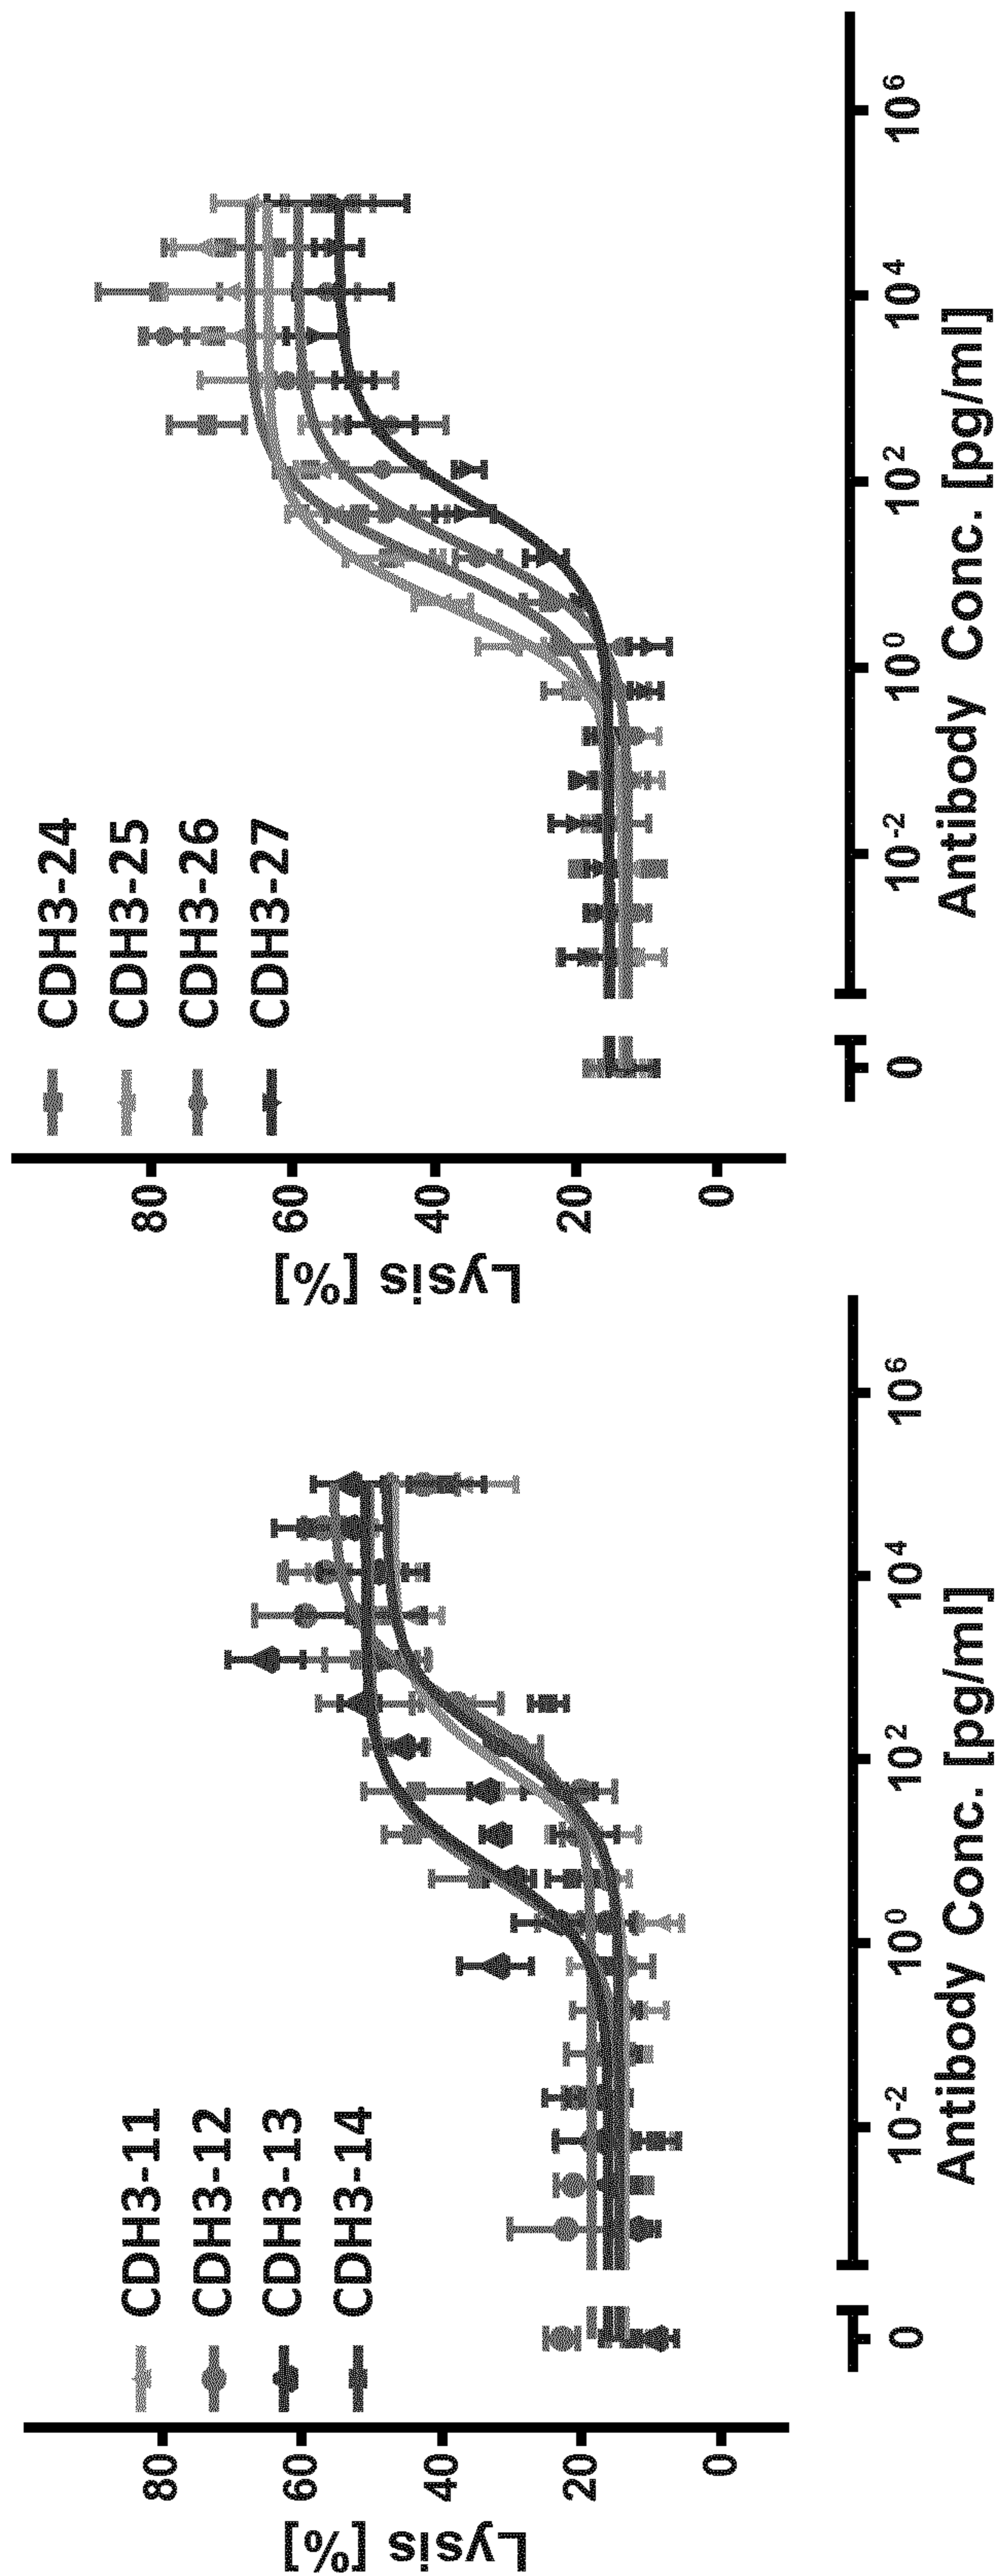 CDH3-11
CDH3-12
CDH3-13
CDH3-14
Lysis [%]
80
60
40
20
0
0
10-2
100
102
104
106
Antibody Conc. [pg/ml]
CDH3-24
CDH3-25
CDH3-26
CDH3-27
Lysis [%]
80
60
40
20
0
0
10-2
100
102
104
106
Antibody Conc. [pg/ml]